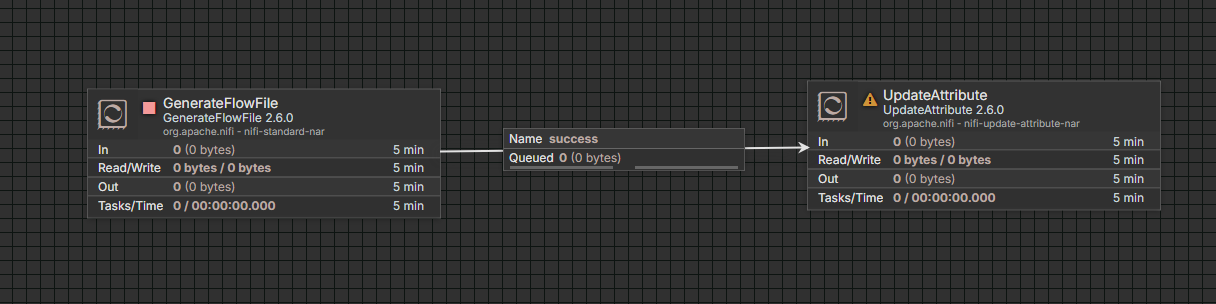 GenerateFlowFile
GenerateFlowFile 2.6.0
org.apache.nifi - nifi-standard-nar
In 0 (0 bytes) 5 min
Read/Write 0 bytes / 0 bytes 5 min
Out 0 (0 bytes) 5 min
Tasks/Time 0 / 00:00:00.000 5 min
Name success
Queued 0 (0 bytes)
UpdateAttribute
UpdateAttribute 2.6.0
org.apache.nifi - nifi-update-attribute-nar
In 0 (0 bytes) 5 min
Read/Write 0 bytes / 0 bytes 5 min
Out 0 (0 bytes) 5 min
Tasks/Time 0 / 00:00:00.000 5 min